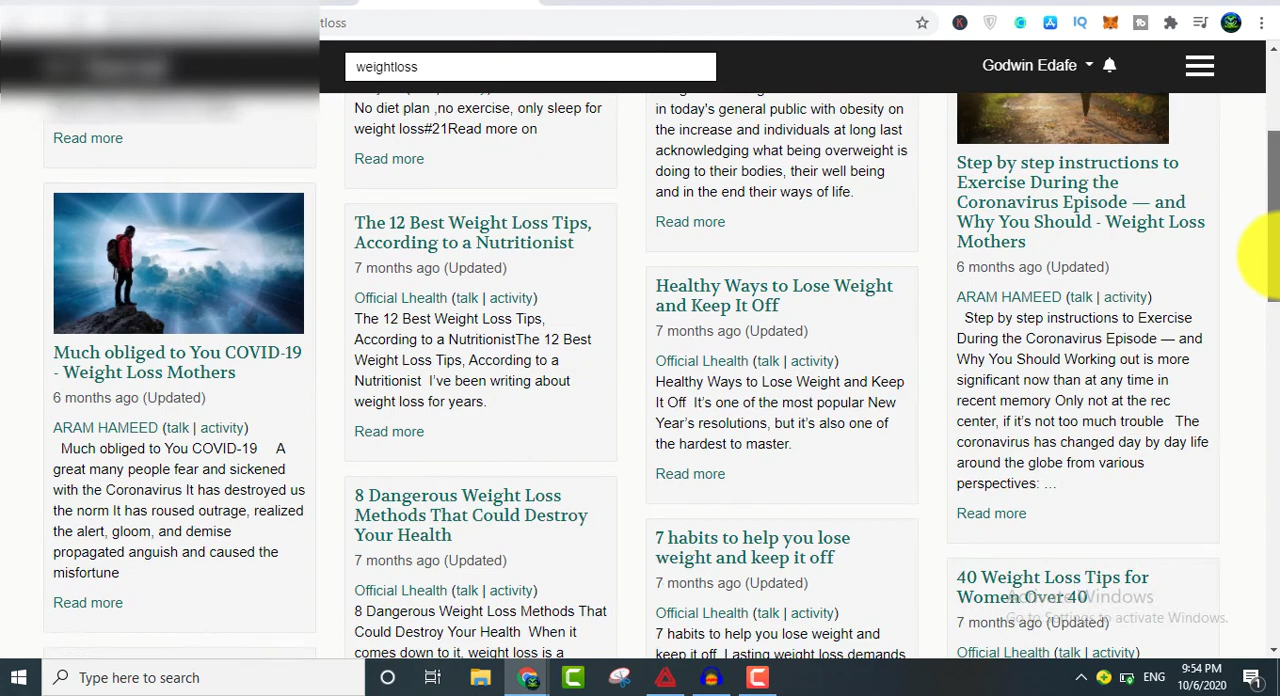 tloss
weightloss
Godwin Edafe
Read more
Much obliged to You COVID-19
- Weight Loss Mothers
6 months ago (Updated)
ARAM HAMEED (talk | activity)
Much obliged to You COVID-19 A
great many people fear and sickened
with the Coronavirus It has destroyed us
the norm It has roused outrage, realized
the alert, gloom, and demise
propagated anguish and caused the
misfortune
Read more
No diet plan ,no exercise, only sleep for
weight loss#21Read more on
Read more
The 12 Best Weight Loss Tips,
According to a Nutritionist
7 months ago (Updated)
Official Lhealth (talk | activity)
The 12 Best Weight Loss Tips,
According to a NutritionistThe 12 Best
Weight Loss Tips, According to a
Nutritionist I've been writing about
weight loss for years.
Read more
8 Dangerous Weight Loss
Methods That Could Destroy
Your Health
7 months ago (Updated)
Official Lhealth (talk | activity)
8 Dangerous Weight Loss Methods That
Could Destroy Your Health When it
comes down to it, weight loss is a
in today's general public with obesity on
the increase and individuals at long last
acknowledging what being overweight is
doing to their bodies, their well being
and in the end their ways of life.
Read more
Healthy Ways to Lose Weight
and Keep It Off
7 months ago (Updated)
Official Lhealth (talk | activity)
Healthy Ways to Lose Weight and Keep
It Off It's one of the most popular New
Year's resolutions, but it's also one of
the hardest to master.
Read more
7 habits to help you lose
weight and keep it off
7 months ago (Updated)
Official Lhealth (talk | activity)
7 habits to help you lose weight and
keep it off Lasting weight loss demands
Step by step instructions to
Exercise During the
Coronavirus Episode — and
Why You Should - Weight Loss
Mothers
6 months ago (Updated)
ARAM HAMEED (talk | activity)
Step by step instructions to Exercise
During the Coronavirus Episode — and
Why You Should Working out is more
significant now than at any time in
recent memory Only not at the rec
center, if it's not too much trouble The
coronavirus has changed day by day life
around the globe from various
perspectives: …
Read more
40 Weight Loss Tips for
Women Over 40
7 months ago (Updated)
Official Lhealth (talk | activity)
Activate Windows
Go to Settings to activate Windows.
Type here to search
ENG
9:54 PM
10/6/2020
1